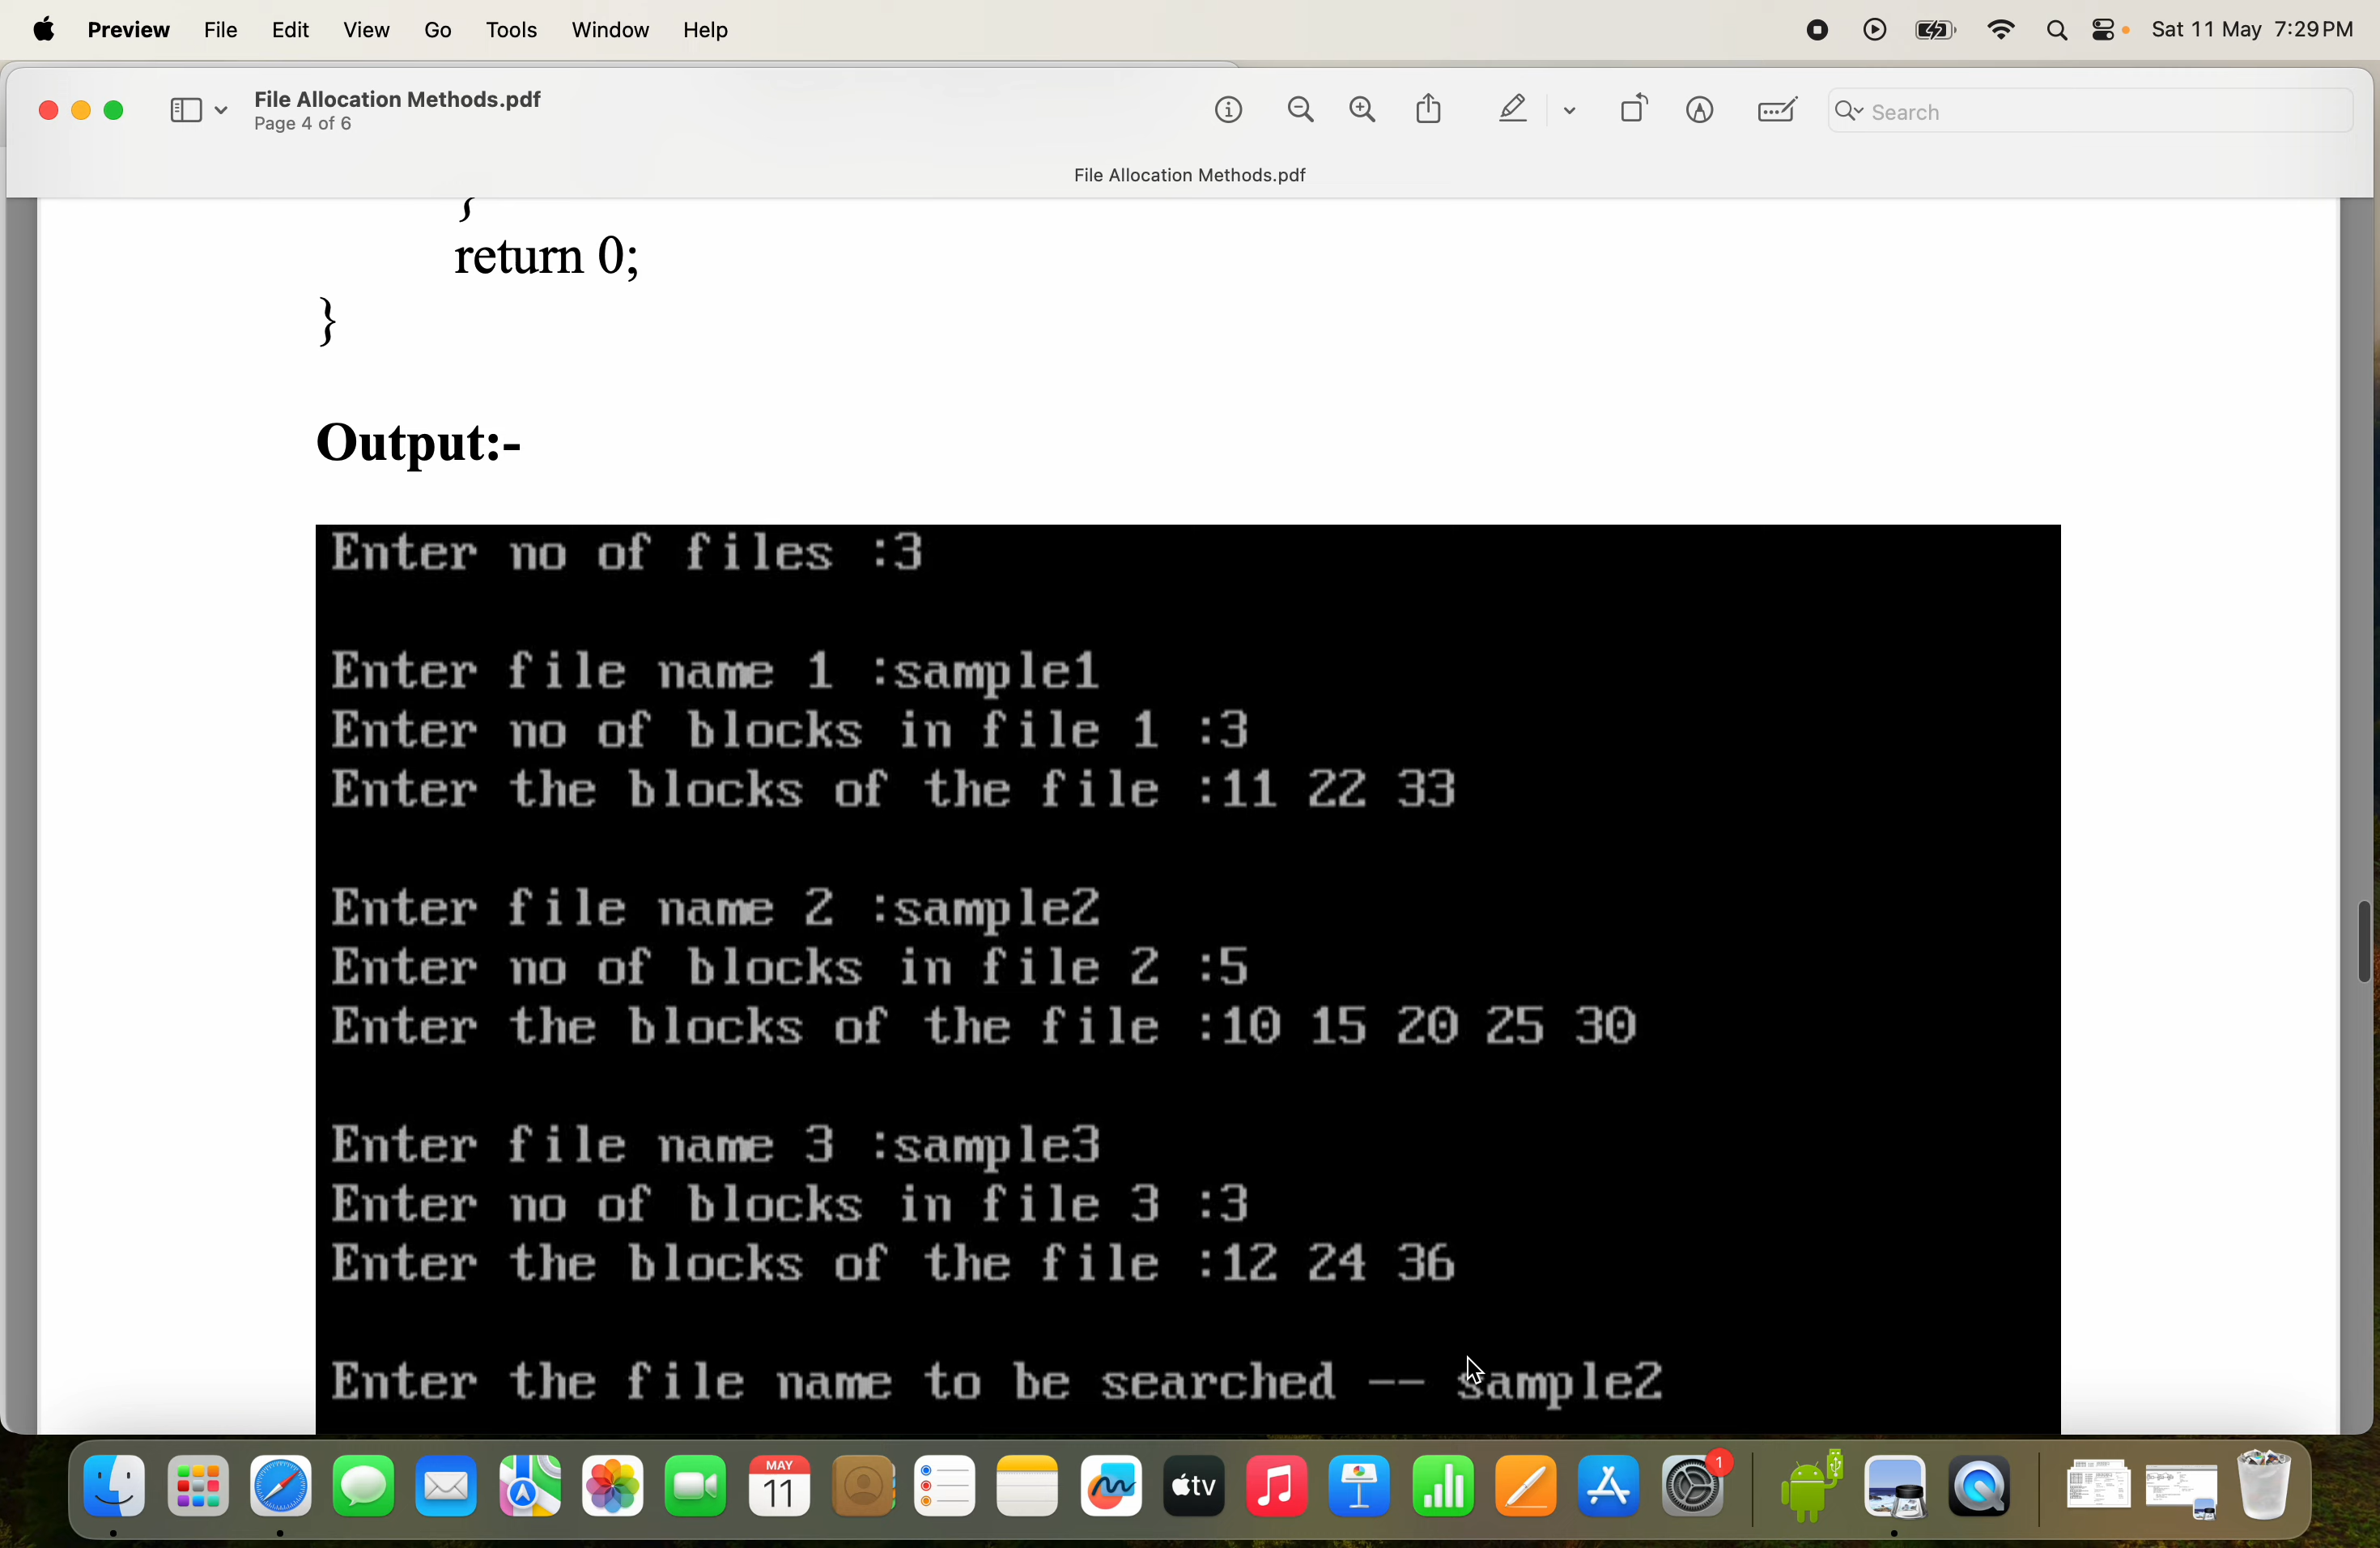 Preview File Edit View Go Tools Window Help Sat 11 May 7:29 PM
File Allocation Methods.pdf
Page 4 of 6
Search
File Allocation Methods.pdf
}
return 0;
}
Output:-
Enter no of files :3
Enter file name 1 :sample1
Enter no of blocks in file 1 :3
Enter the blocks of the file :11 22 33
Enter file name 2 :sample2
Enter no of blocks in file 2 :5
Enter the blocks of the file :10 15 20 25 30
Enter file name 3 :sample3
Enter no of blocks in file 3 :3
Enter the blocks of the file :12 24 36
Enter the file name to be searched -- sample2
MAY
11
tv
1